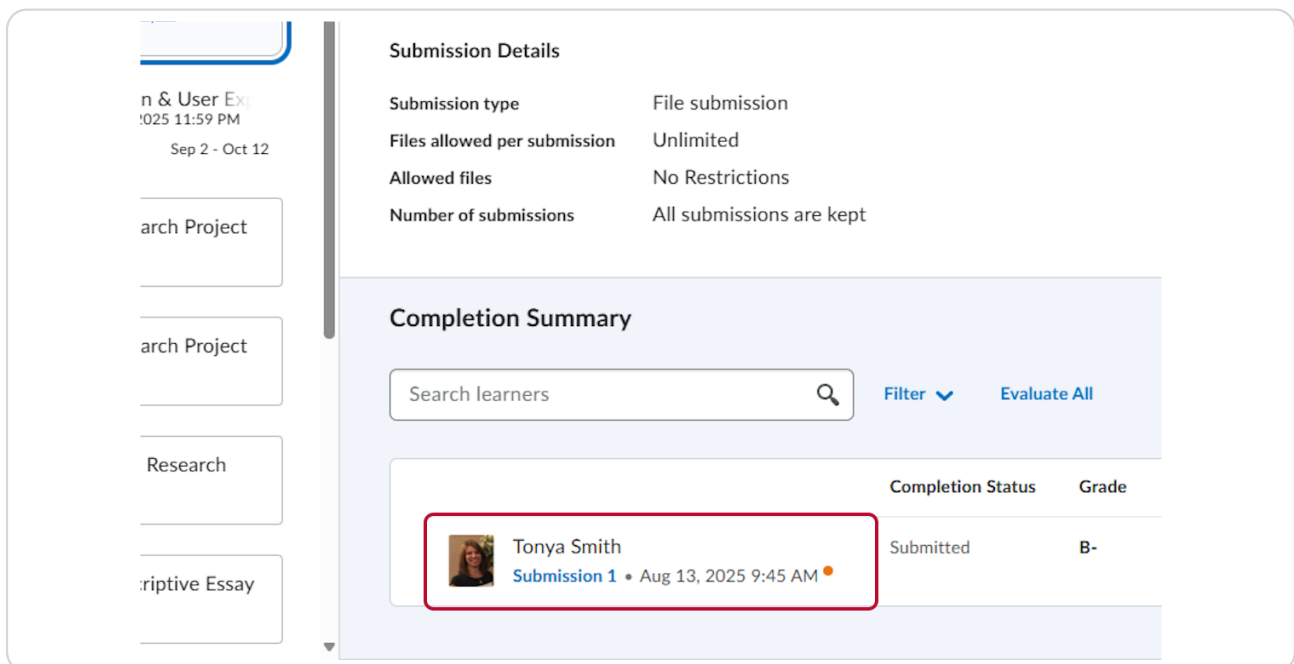 n & User Exp
2025 11:59 PM
Sep 2 - Oct 12
arch Project
arch Project
Research
criptive Essay
Submission Details
Submission type File submission
Files allowed per submission Unlimited
Allowed files No Restrictions
Number of submissions All submissions are kept
Completion Summary
Search learners Filter Evaluate All
Completion Status Grade
Tonya Smith
Submission 1 • Aug 13, 2025 9:45 AM
Submitted B-